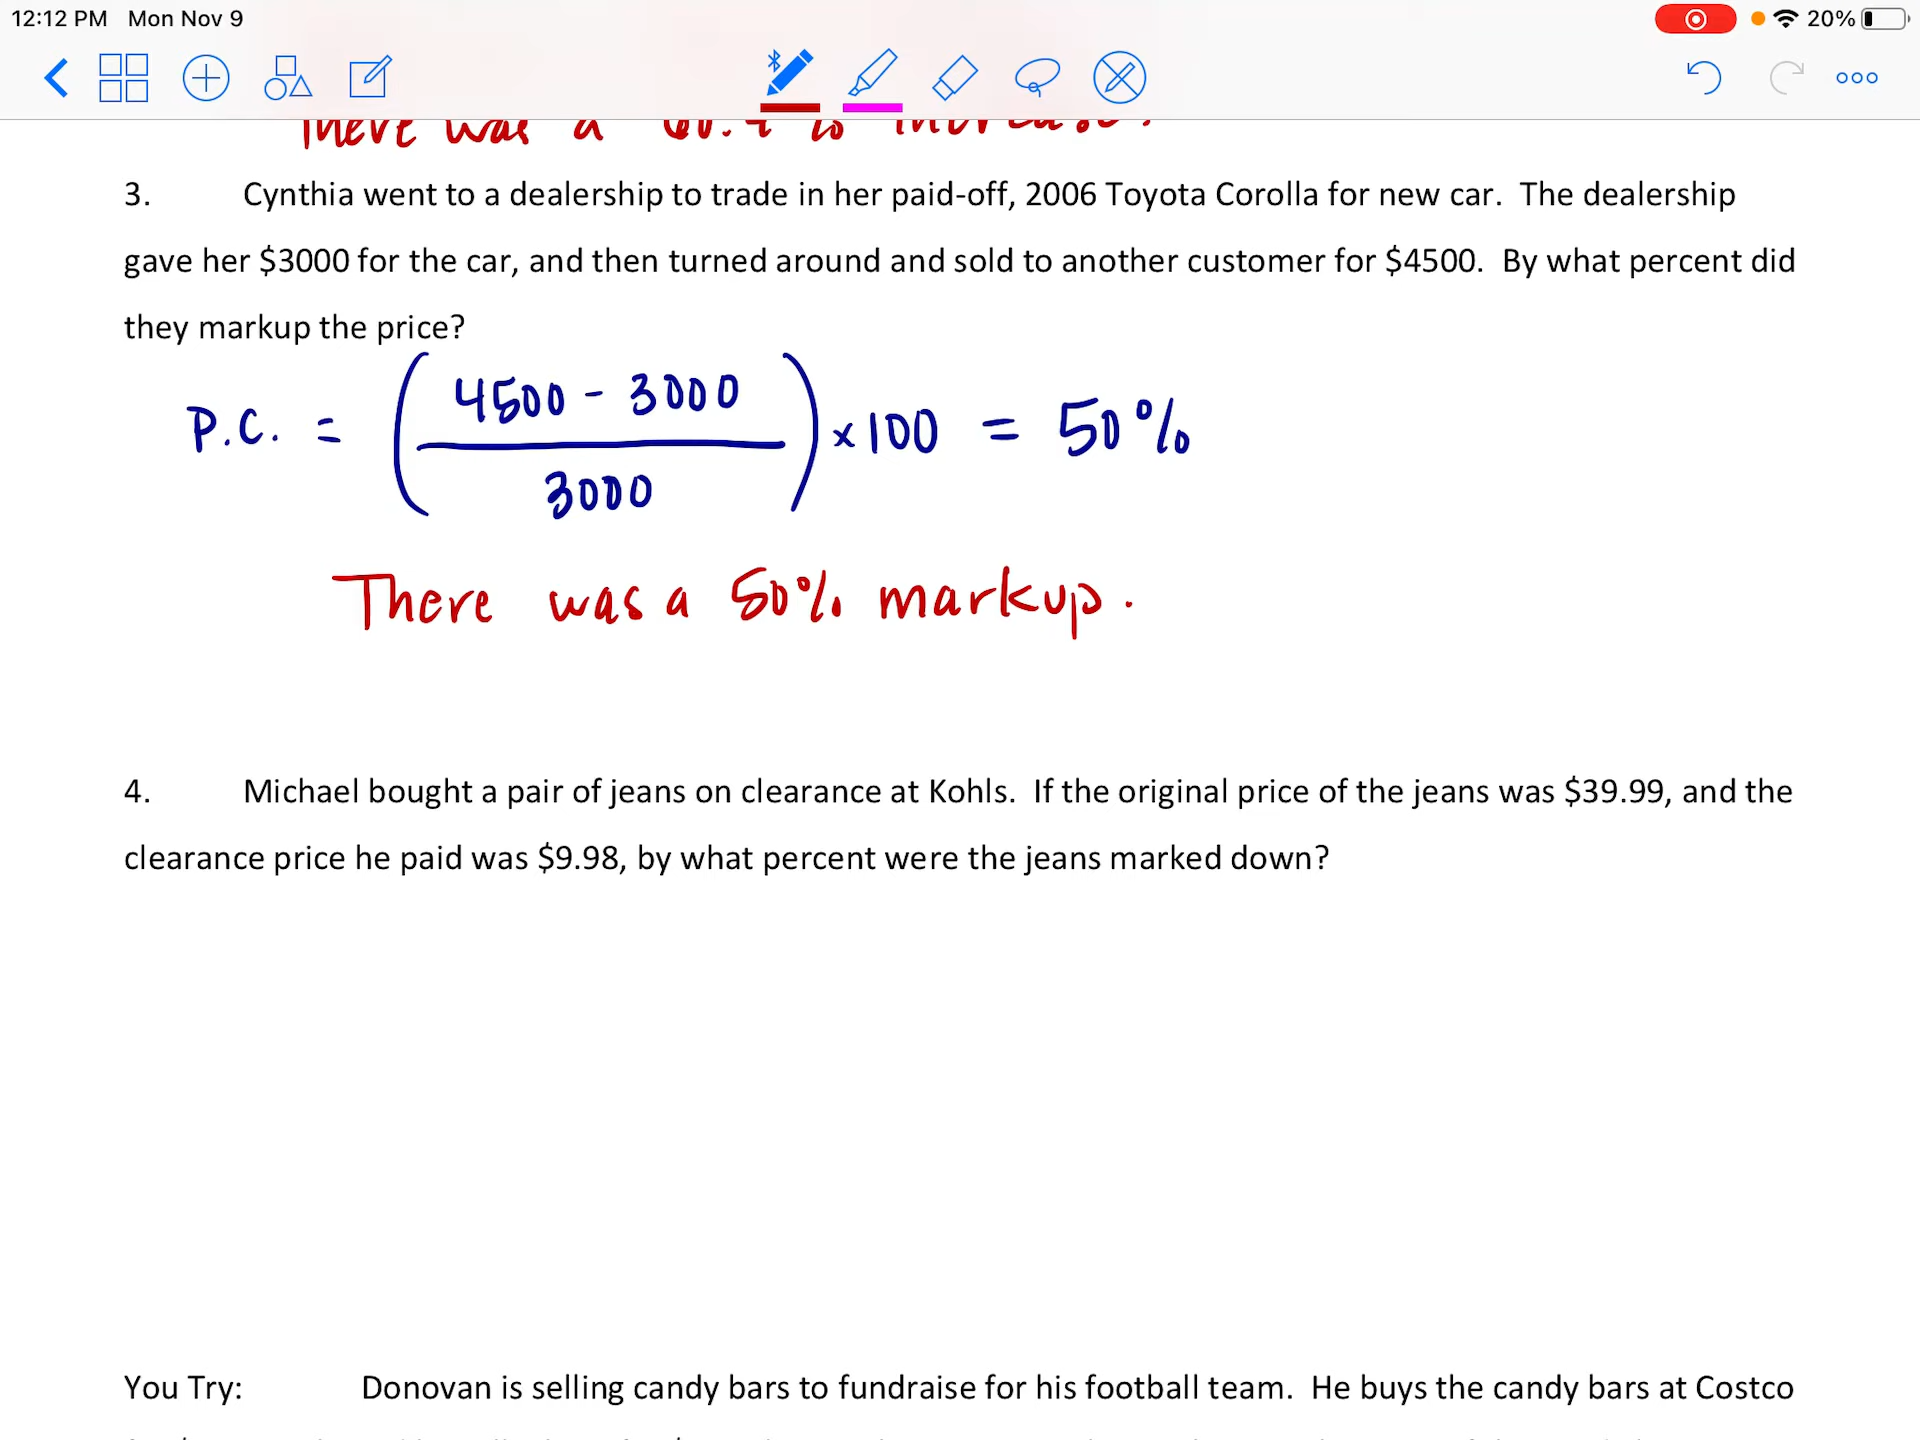 12:12 PM Mon Nov 9
20%
There was a increase.
3. Cynthia went to a dealership to trade in her paid-off, 2006 Toyota Corolla for new car. The dealership
gave her $3000 for the car, and then turned around and sold to another customer for $4500. By what percent did
they markup the price?
P.C. = ( 4500 - 3000 / 3000 ) × 100 = 50%
There was a 50% markup.
4. Michael bought a pair of jeans on clearance at Kohls. If the original price of the jeans was $39.99, and the
clearance price he paid was $9.98, by what percent were the jeans marked down?
You Try: Donovan is selling candy bars to fundraise for his football team. He buys the candy bars at Costco